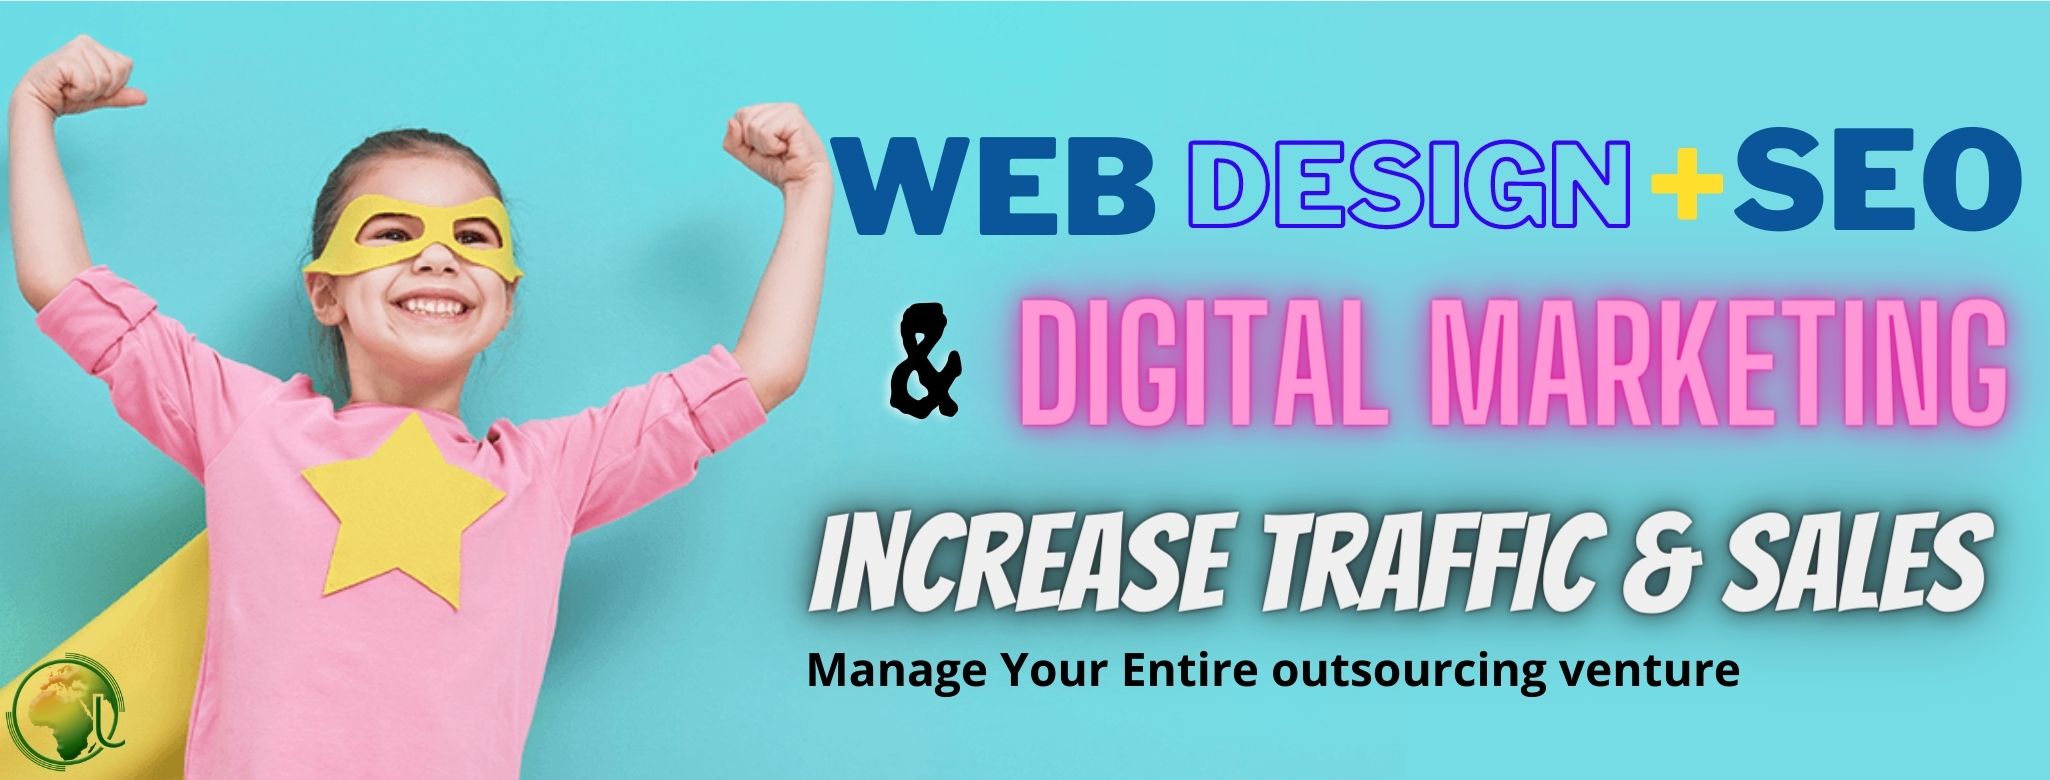 WEB DESIGN +SEO
& DIGITAL MARKETING
INCREASE TRAFFIC & SALES
Manage Your Entire outsourcing venture